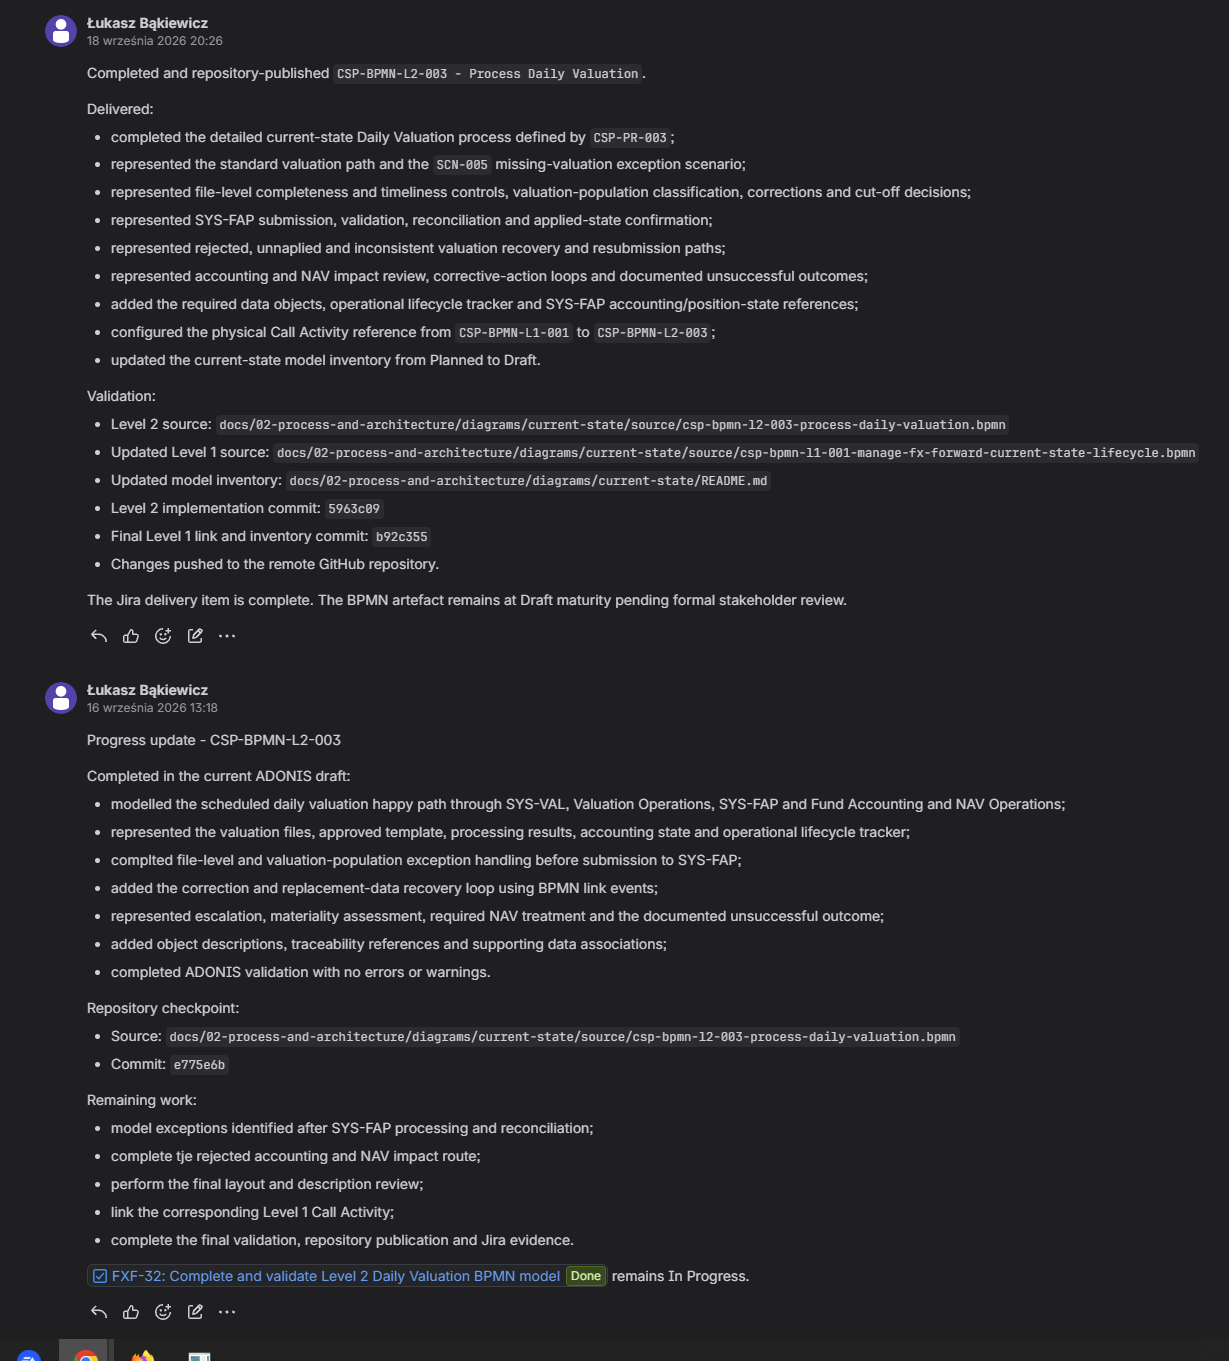 Łukasz Bąkiewicz
18 września 2026 20:26
Completed and repository-published CSP-BPMN-L2-003 - Process Daily Valuation.
Delivered:
• completed the detailed current-state Daily Valuation process defined by CSP-PR-003;
• represented the standard valuation path and the SCN-005 missing-valuation exception scenario;
• represented file-level completeness and timeliness controls, valuation-population classification, corrections and cut-off decisions;
• represented SYS-FAP submission, validation, reconciliation and applied-state confirmation;
• represented rejected, unnaplied and inconsistent valuation recovery and resubmission paths;
• represented accounting and NAV impact review, corrective-action loops and documented unsuccessful outcomes;
• added the required data objects, operational lifecycle tracker and SYS-FAP accounting/position-state references;
• configured the physical Call Activity reference from CSP-BPMN-L1-001 to CSP-BPMN-L2-003;
• updated the current-state model inventory from Planned to Draft.
Validation:
• Level 2 source: docs/02-process-and-architecture/diagrams/current-state/source/csp-bpmn-l2-003-process-daily-valuation.bpmn
• Updated Level 1 source: docs/02-process-and-architecture/diagrams/current-state/source/csp-bpmn-l1-001-manage-fx-forward-current-state-lifecycle.bpmn
• Updated model inventory: docs/02-process-and-architecture/diagrams/current-state/README.md
• Level 2 implementation commit: 5963c09
• Final Level 1 link and inventory commit: b92c355
• Changes pushed to the remote GitHub repository.
The Jira delivery item is complete. The BPMN artefact remains at Draft maturity pending formal stakeholder review.
Łukasz Bąkiewicz
16 września 2026 13:18
Progress update - CSP-BPMN-L2-003
Completed in the current ADONIS draft:
• modelled the scheduled daily valuation happy path through SYS-VAL, Valuation Operations, SYS-FAP and Fund Accounting and NAV Operations;
• represented the valuation files, approved template, processing results, accounting state and operational lifecycle tracker;
• complted file-level and valuation-population exception handling before submission to SYS-FAP;
• added the correction and replacement-data recovery loop using BPMN link events;
• represented escalation, materiality assessment, required NAV treatment and the documented unsuccessful outcome;
• added object descriptions, traceability references and supporting data associations;
• completed ADONIS validation with no errors or warnings.
Repository checkpoint:
• Source: docs/02-process-and-architecture/diagrams/current-state/source/csp-bpmn-l2-003-process-daily-valuation.bpmn
• Commit: e775e6b
Remaining work:
• model exceptions identified after SYS-FAP processing and reconciliation;
• complete tje rejected accounting and NAV impact route;
• perform the final layout and description review;
• link the corresponding Level 1 Call Activity;
• complete the final validation, repository publication and Jira evidence.
FXF-32: Complete and validate Level 2 Daily Valuation BPMN model Done remains In Progress.